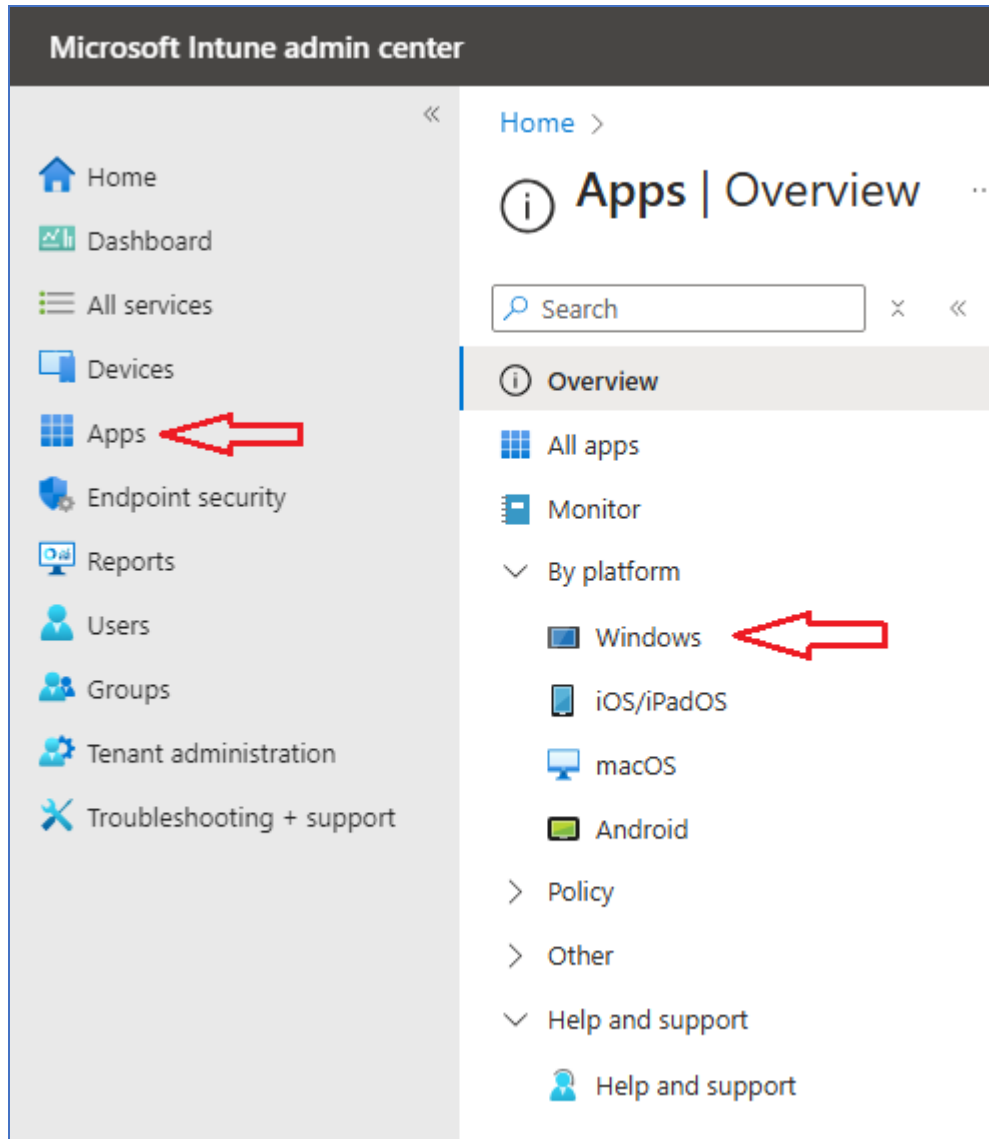 Microsoft Intune admin center
Home
Dashboard
All services
Devices
Apps
Endpoint security
Reports
Users
Groups
Tenant administration
Troubleshooting + support
Home >
Apps | Overview ...
Search
Overview
All apps
Monitor
By platform
Windows
iOS/iPadOS
macOS
Android
Policy
Other
Help and support
Help and support